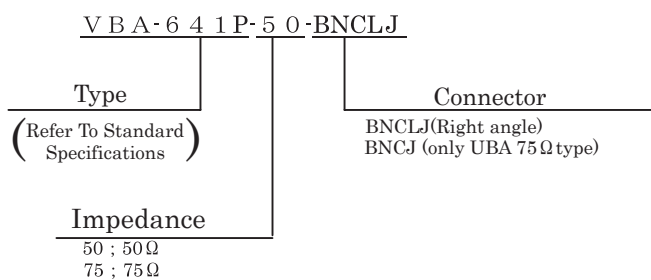 VBA-641P-50-BNCLJ
Type
(Refer To Standard
Specifications)
Connector
BNCLJ(Right angle)
BNCJ (only UBA 75Ω type)
Impedance
50 ; 50Ω
75 ; 75Ω